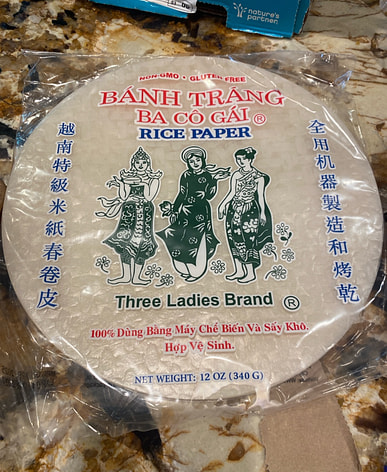 nature's
partner
NON-GMO • GLUTEN FREE
BÁNH TRÁNG
BA CÔ GÁI ®
RICE PAPER
越南特級米紙春卷皮
全用机器製造和烤乾
Three Ladies Brand ®
100% Dùng Bằng Máy Chế Biến Và Sấy Khô.
Hợp Vệ Sinh.
NET WEIGHT: 12 OZ (340 G)